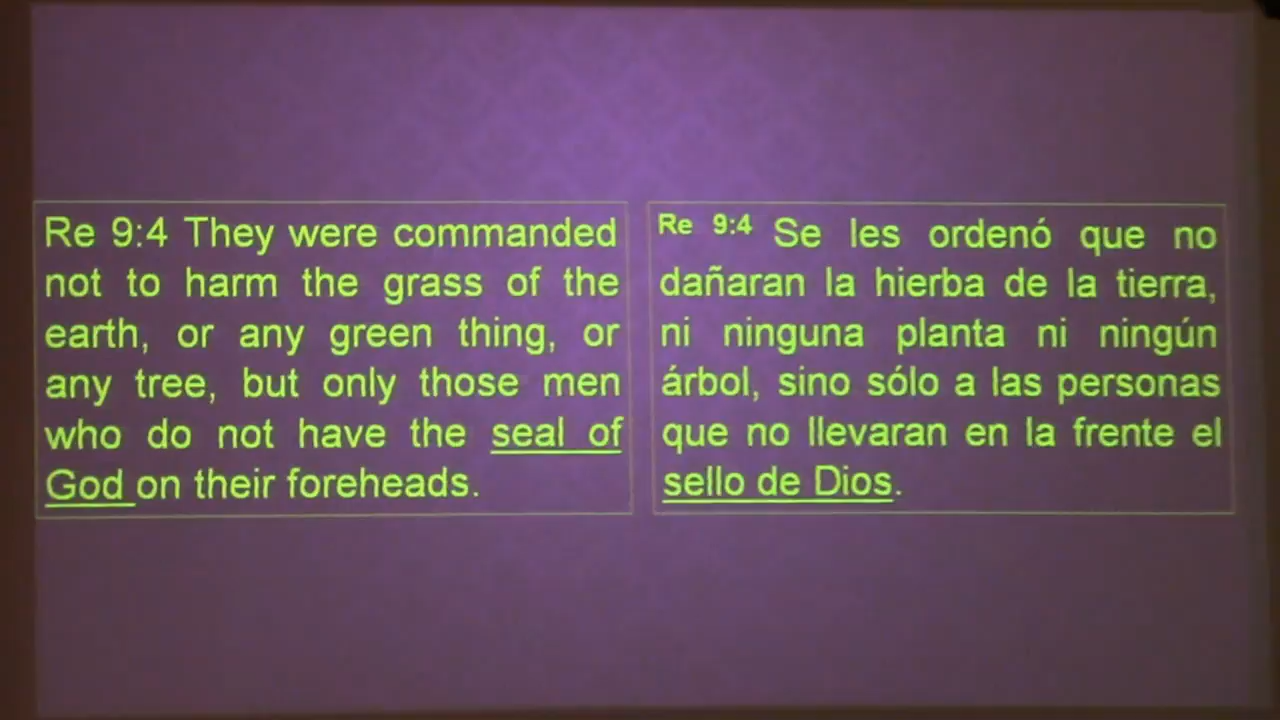 Re 9:4 They were commanded
not to harm the grass of the
earth, or any green thing, or
any tree, but only those men
who do not have the seal of
God on their foreheads.
Re 9:4 Se les ordenó que no
dañaran la hierba de la tierra,
ni ninguna planta ni ningún
árbol, sino sólo a las personas
que no llevaran en la frente el
sello de Dios.